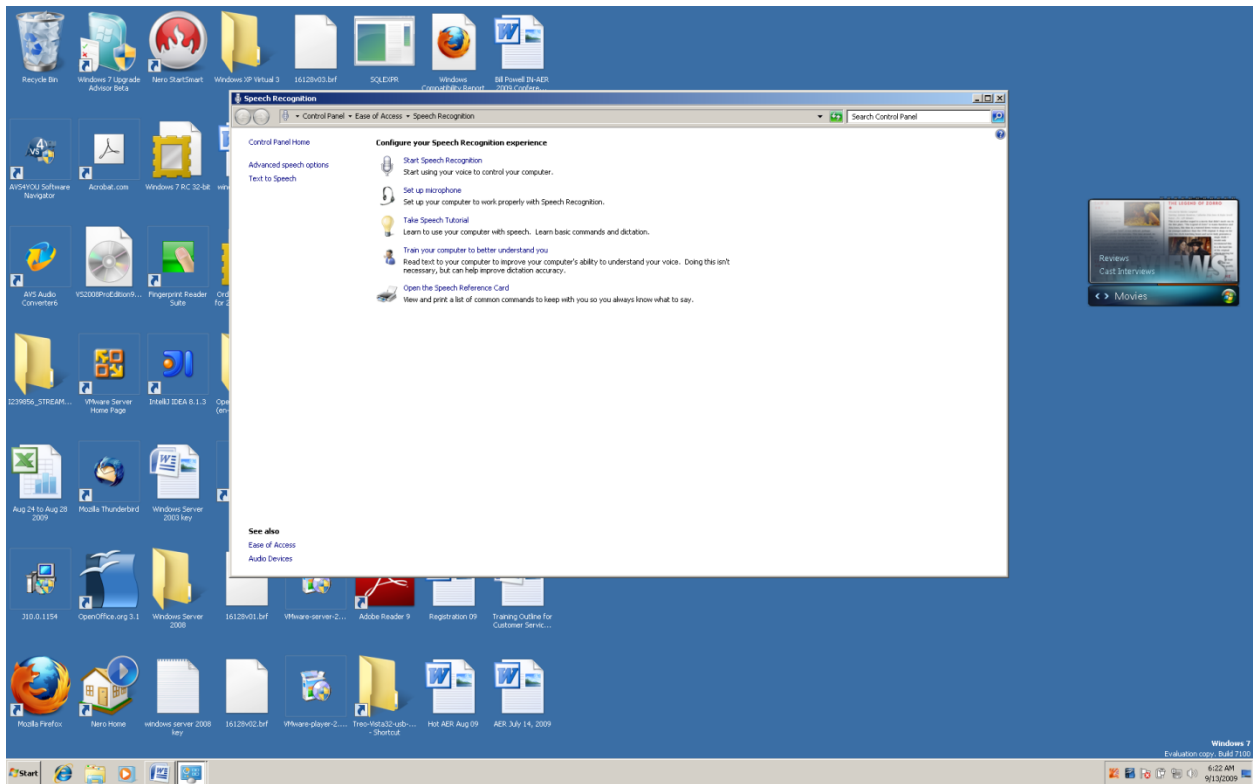 Recycle Bin
Windows 7 Upgrade
Advisor Beta
Nero StartSmart
Windows XP Virtual 3
16128v03.brf
SQLEXPR
Windows
Compatibility Report
Bill Powell IN-AER
2009 Confere...
Speech Recognition
Control Panel
Ease of Access
Speech Recognition
Search Control Panel
Control Panel Home
Advanced speech options
Text to Speech
Configure your Speech Recognition experience
Start Speech Recognition
Start using your voice to control your computer.
Set up microphone
Set up your computer to work properly with Speech Recognition.
Take Speech Tutorial
Learn to use your computer with speech. Learn basic commands and dictation.
Train your computer to better understand you
Read text to your computer to improve your computer's ability to understand your voice. Doing this isn't
necessary, but can help improve dictation accuracy.
Open the Speech Reference Card
View and print a list of common commands to keep with you so you always know what to say.
See also
Ease of Access
Audio Devices
AVS4YOU Software
Navigator
Acrobat.com
Windows 7 RC 32-bit
win
THE LEGEND OF ZORRO
Reviews
Cast Interviews
Movies
AVS Audio
Converter6
VS2008ProEdition9...
Fingerprint Reader
Suite
Ord
for 2
I239856_STREAM...
VMware Server
Home Page
IntelliJ IDEA 8.1.3
Ope
(en-
Aug 24 to Aug 28
2009
Mozilla Thunderbird
Windows Server
2003 key
J10.0.1154
OpenOffice.org 3.1
Windows Server
2008
16128v01.brf
VMware-server-2...
Adobe Reader 9
Registration 09
Training Outline for
Customer Servic...
Mozilla Firefox
Nero Home
windows server 2008
key
16128v02.brf
VMware-player-2....
Treo-Vista32-usb-...
- Shortcut
Hot AER Aug 09
AER July 14, 2009
Windows 7
Evaluation copy. Build 7100
Start
6:22 AM
9/13/2009